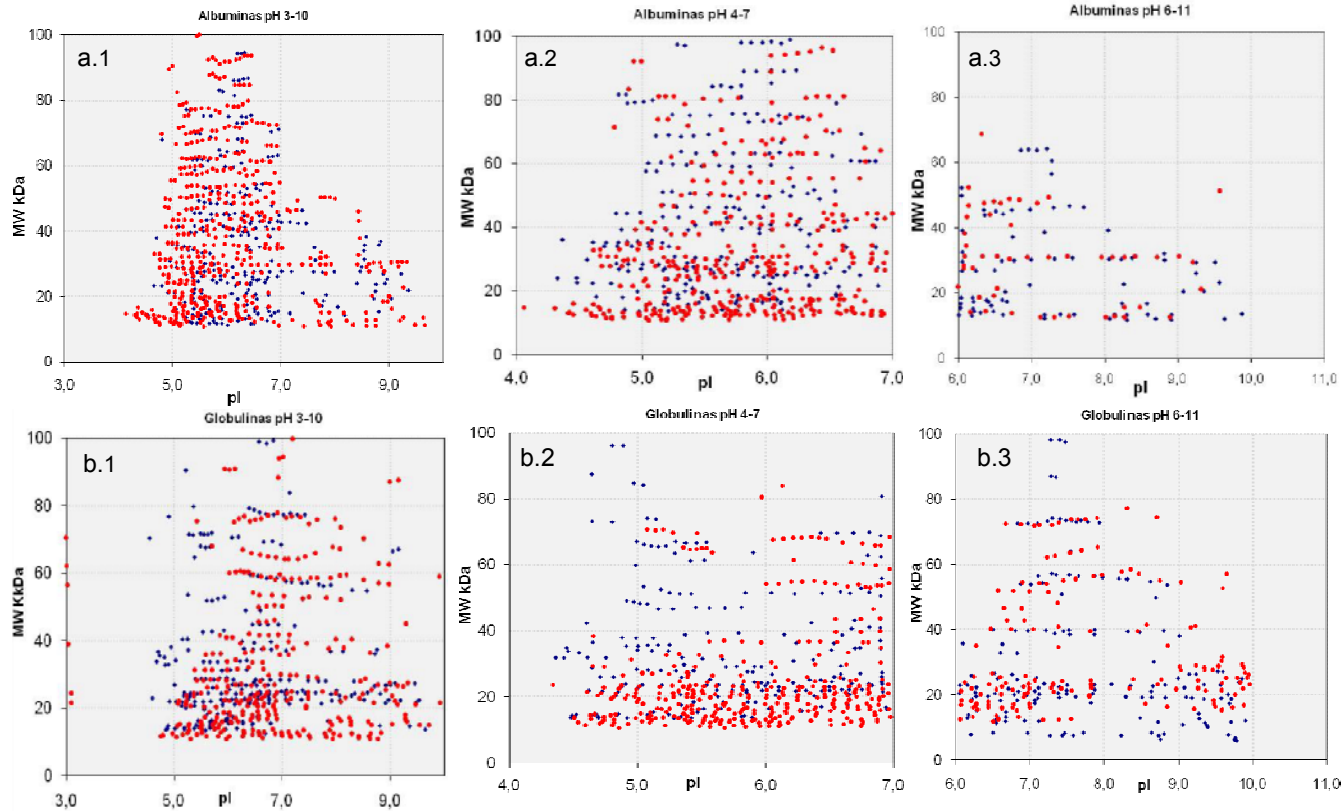 Albuminas pH 3-10
a.1
MW kDa
100
80
60
40
20
0
3,0 5,0 7,0 9,0
pI
Albuminas pH 4-7
a.2
MW kDa
100
80
60
40
20
0
4,0 5,0 6,0 7,0
pI
Albuminas pH 6-11
a.3
MW kDa
100
80
60
40
20
0
6,0 7,0 8,0 9,0 10,0 11,0
pI
Globulinas pH 3-10
b.1
MW KkDa
100
80
60
40
20
0
3,0 5,0 7,0 9,0
pI
Globulinas pH 4-7
b.2
MW kDa
100
80
60
40
20
0
4,0 5,0 6,0 7,0
pI
Globulinas pH 6-11
b.3
MW kDa
100
80
60
40
20
0
6,0 7,0 8,0 9,0 10,0 11,0
pI